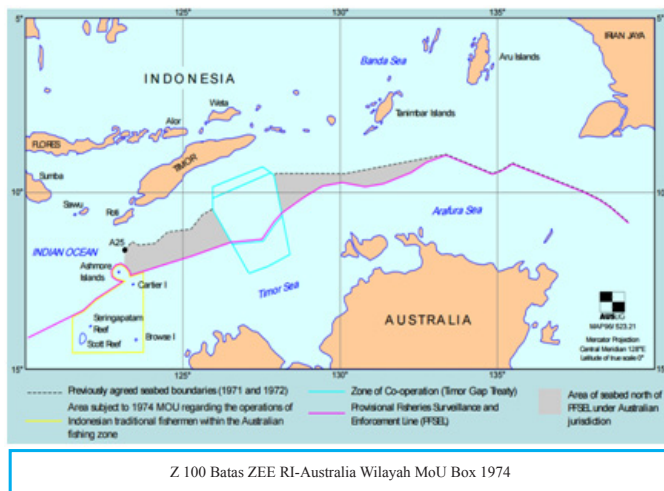 125°
130°
135°
5°
5°
IRIAN JAYA
Banda Sea
Aru Islands
INDONESIA
Weta
Alor
Tanimbar Islands
FLORES
TIMOR
Sumba
10°
10°
Sawu
Roti
Arafura Sea
A25
INDIAN OCEAN
Ashmore Islands
Cartier I
Timor Sea
Seringapatam Reef
Scott Reef
Browse I
AUSTRALIA
AUSLIG
MAP 96/523.21
Mercator Projection
Central Meridian 128°E
Latitude of true scale 0°
15°
15°
125°
130°
135°
Previously agreed seabed boundaries (1971 and 1972)
Area subject to 1974 MOU regarding the operations of
Indonesian traditional fishermen within the Australian
fishing zone
Zone of Co-operation (Timor Gap Treaty)
Provisional Fisheries Surveillance and
Enforcement Line (PFSEL)
Area of seabed north of
PFSEL under Australian
jurisdiction
Z 100 Batas ZEE RI-Australia Wilayah MoU Box 1974